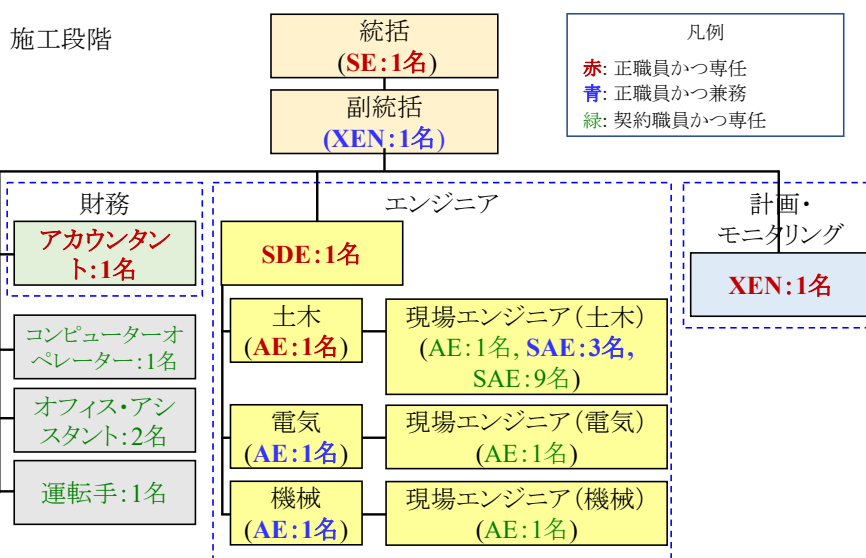 施工段階
統括
(SE:1名)
副統括
(XEN:1名)
凡例
赤: 正職員かつ専任
青: 正職員かつ兼務
緑: 契約職員かつ専任
財務
アカウンタン
ト:1名
コンピューターオ
ペレーター:1名
オフィス・アシ
スタント:2名
運転手:1名
エンジニア
SDE:1名
土木
(AE:1名)
現場エンジニア(土木)
(AE:1名, SAE:3名,
SAE:9名)
電気
(AE:1名)
現場エンジニア(電気)
(AE:1名)
機械
(AE:1名)
現場エンジニア(機械)
(AE:1名)
計画・
モニタリング
XEN:1名